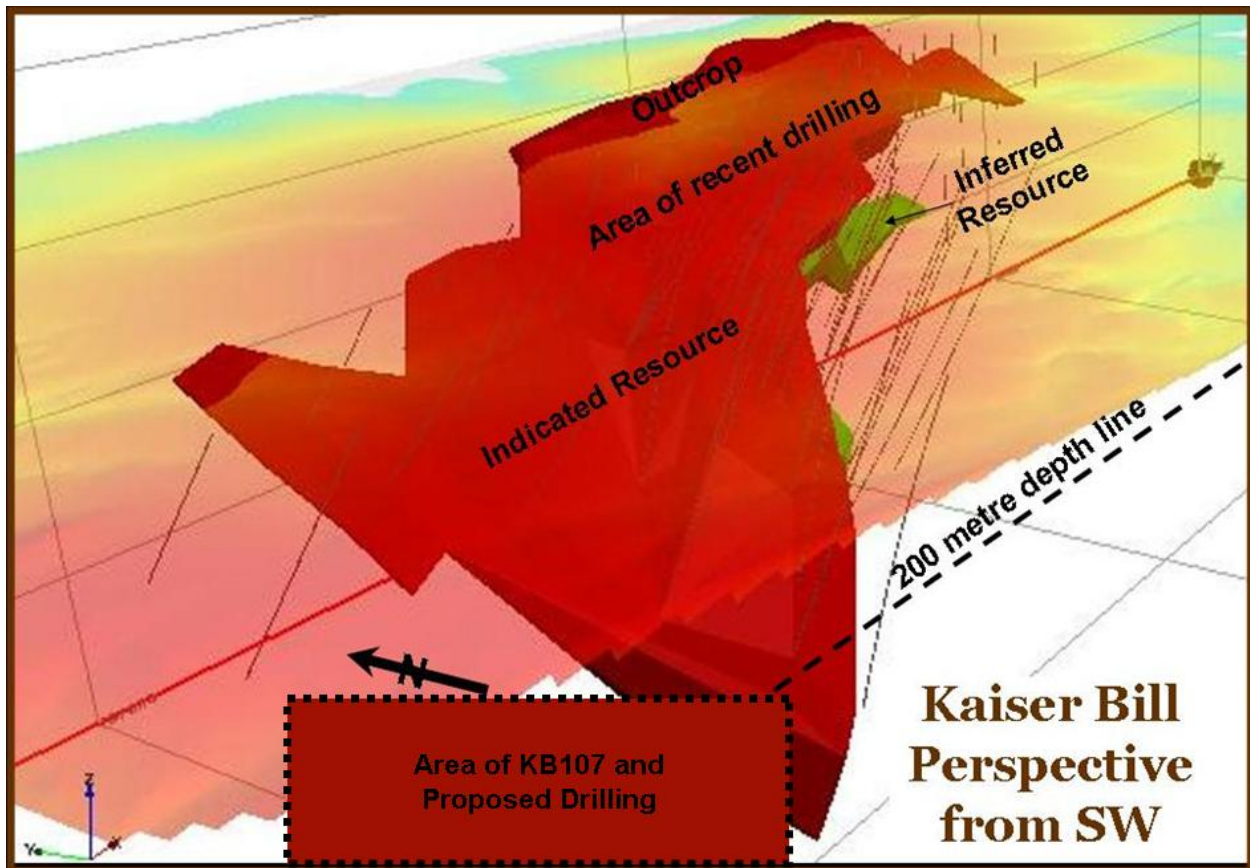 Outcrop
Area of recent drilling
Inferred
Resource
Indicated Resource
200 metre depth line
N
Area of KB107 and
Proposed Drilling
Kaiser Bill
Perspective
from SW
Z
Y
X